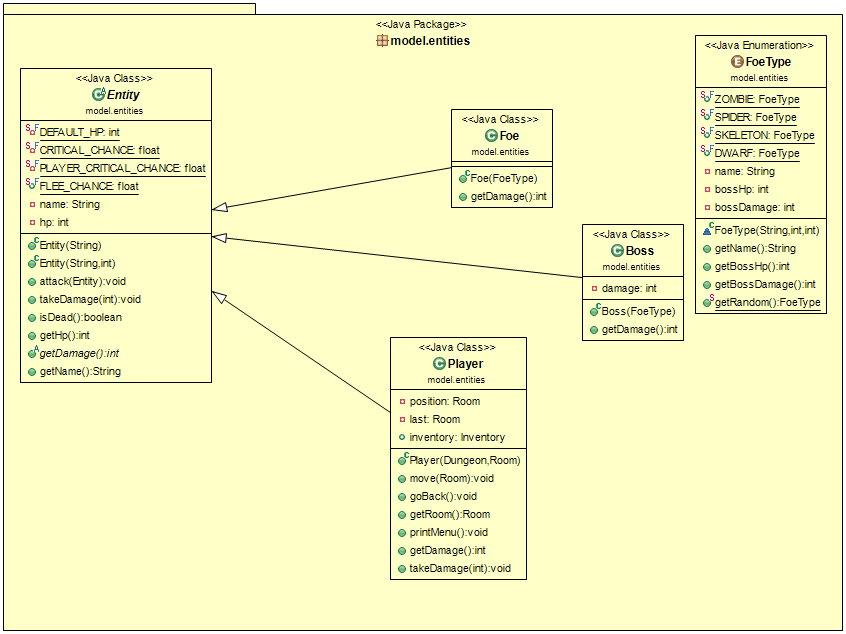 <<Java Package>>
model.entities
<<Java Class>>
Entity
model.entities
DEFAULT_HP: int
CRITICAL_CHANCE: float
PLAYER_CRITICAL_CHANCE: float
FLEE_CHANCE: float
name: String
hp: int
Entity(String)
Entity(String,int)
attack(Entity):void
takeDamage(int):void
isDead():boolean
getHp():int
getDamage():int
getName():String
<<Java Class>>
Foe
model.entities
Foe(FoeType)
getDamage():int
<<Java Class>>
Boss
model.entities
damage: int
Boss(FoeType)
getDamage():int
<<Java Class>>
Player
model.entities
position: Room
last: Room
inventory: Inventory
Player(Dungeon,Room)
move(Room):void
goBack():void
getRoom():Room
printMenu():void
getDamage():int
takeDamage(int):void
<<Java Enumeration>>
FoeType
model.entities
ZOMBIE: FoeType
SPIDER: FoeType
SKELETON: FoeType
DWARF: FoeType
name: String
bossHp: int
bossDamage: int
FoeType(String,int,int)
getName():String
getBossHp():int
getBossDamage():int
getRandom():FoeType